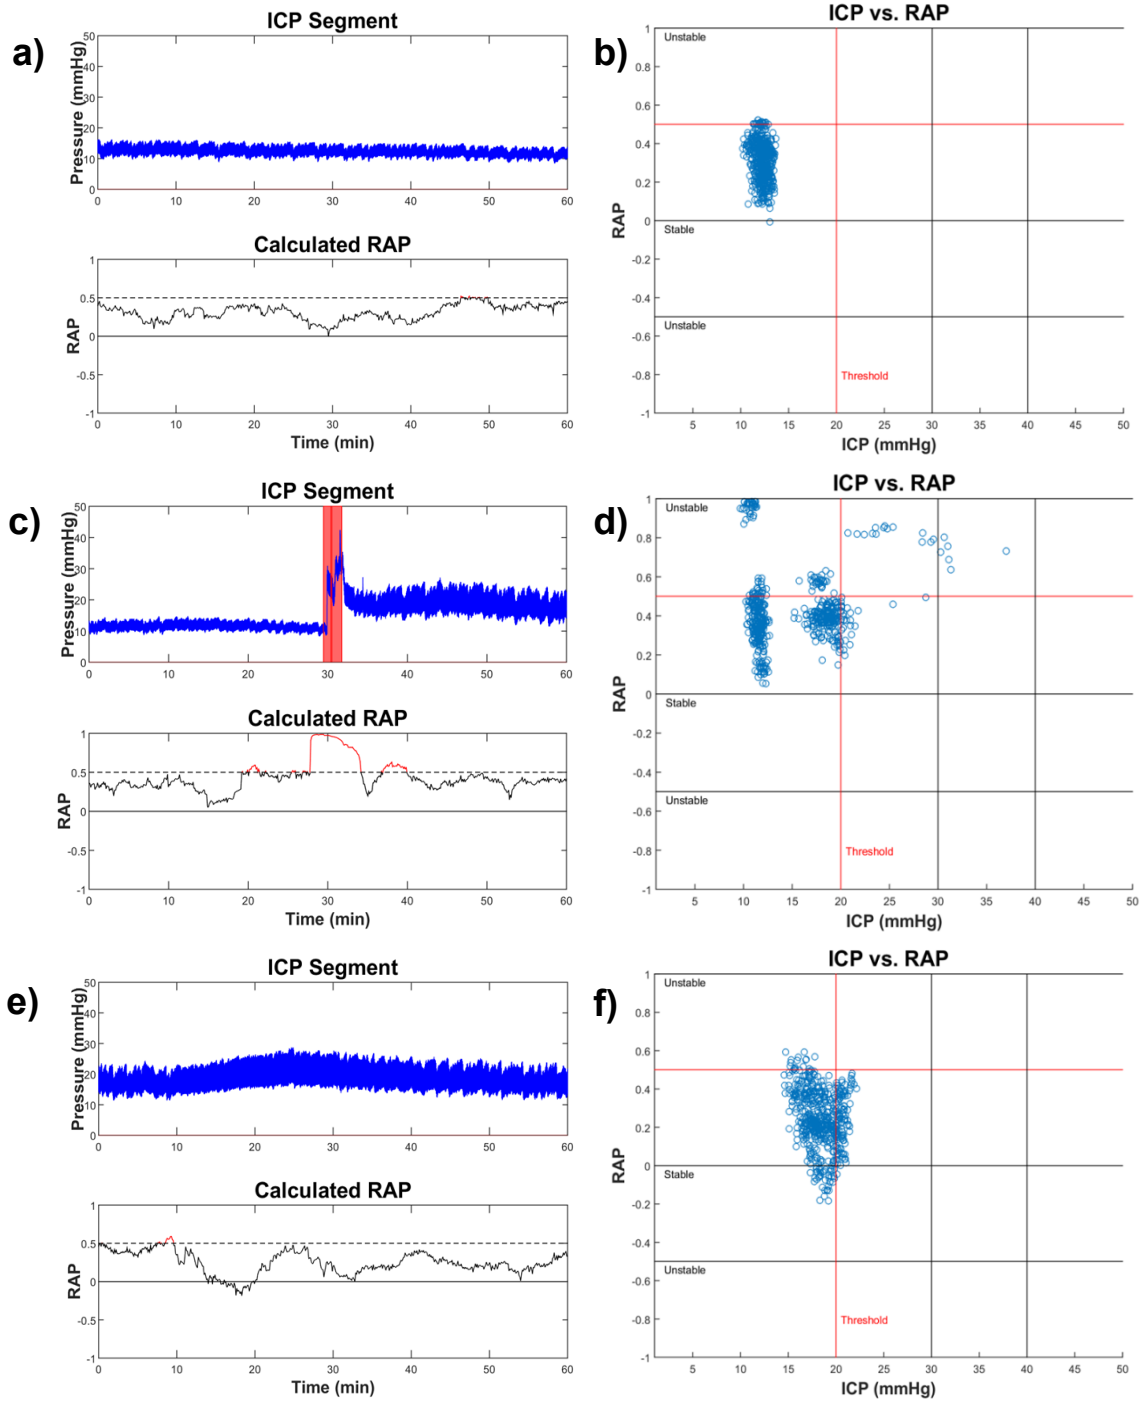 a)
ICP Segment
Pressure (mmHg)
50
40
30
20
10
0
0 10 20 30 40 50 60
Calculated RAP
RAP
1
0.5
0
-0.5
-1
0 10 20 30 40 50 60
Time (min)
b)
ICP vs. RAP
RAP
1
0.8
0.6
0.4
0.2
0
-0.2
-0.4
-0.6
-0.8
-1
Unstable
Stable
Unstable
Threshold
5 10 15 20 25 30 35 40 45 50
ICP (mmHg)
c)
ICP Segment
Pressure (mmHg)
50
40
30
20
10
0
0 10 20 30 40 50 60
Calculated RAP
RAP
1
0.5
0
-0.5
-1
0 10 20 30 40 50 60
Time (min)
d)
ICP vs. RAP
RAP
1
0.8
0.6
0.4
0.2
0
-0.2
-0.4
-0.6
-0.8
-1
Unstable
Stable
Unstable
Threshold
5 10 15 20 25 30 35 40 45 50
ICP (mmHg)
e)
ICP Segment
Pressure (mmHg)
50
40
30
20
10
0
0 10 20 30 40 50 60
Calculated RAP
RAP
1
0.5
0
-0.5
-1
0 10 20 30 40 50 60
Time (min)
f)
ICP vs. RAP
RAP
1
0.8
0.6
0.4
0.2
0
-0.2
-0.4
-0.6
-0.8
-1
Unstable
Stable
Unstable
Threshold
5 10 15 20 25 30 35 40 45 50
ICP (mmHg)